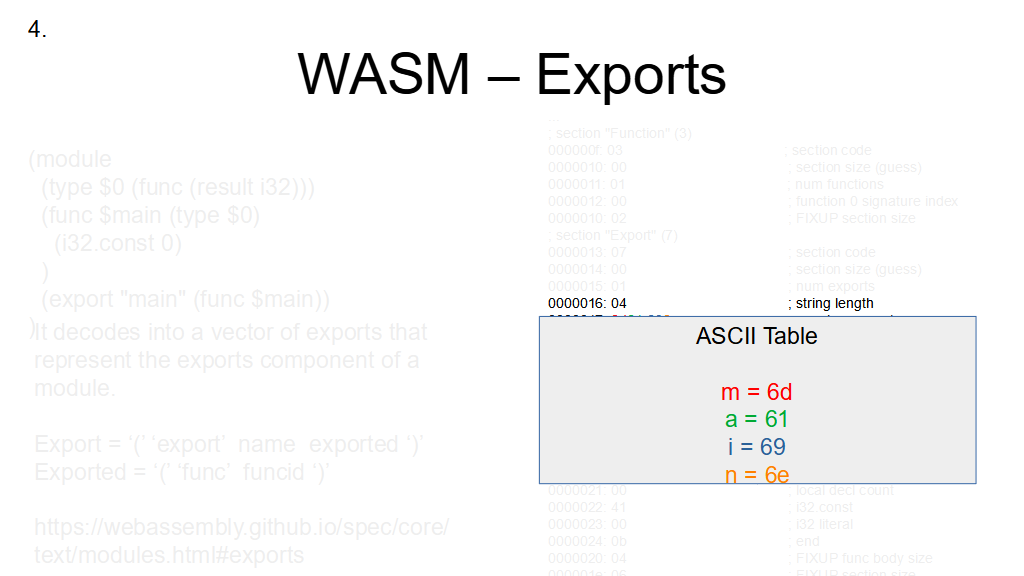 4.
WASM – Exports
(module
(type $0 (func (result i32)))
(func $main (type $0)
(i32.const 0)
)
(export "main" (func $main))
)
It decodes into a vector of exports that
represent the exports component of a
module.
Export = ‘(’ ‘export’ name exported ‘)’
Exported = ‘(’ ‘func’ funcid ‘)’
https://webassembly.github.io/spec/core/
text/modules.html#exports
...
; section "Function" (3)
000000f: 03 ; section code
0000010: 00 ; section size (guess)
0000011: 01 ; num functions
0000012: 00 ; function 0 signature index
0000010: 02 ; FIXUP section size
; section "Export" (7)
0000013: 07 ; section code
0000014: 00 ; section size (guess)
0000015: 01 ; num exports
0000016: 04 ; string length
ASCII Table
m = 6d
a = 61
i = 69
n = 6e
0000021: 00 ; local decl count
0000022: 41 ; i32.const
0000023: 00 ; i32 literal
0000024: 0b ; end
0000020: 04 ; FIXUP func body size
000001e: 06 ; FIXUP section size